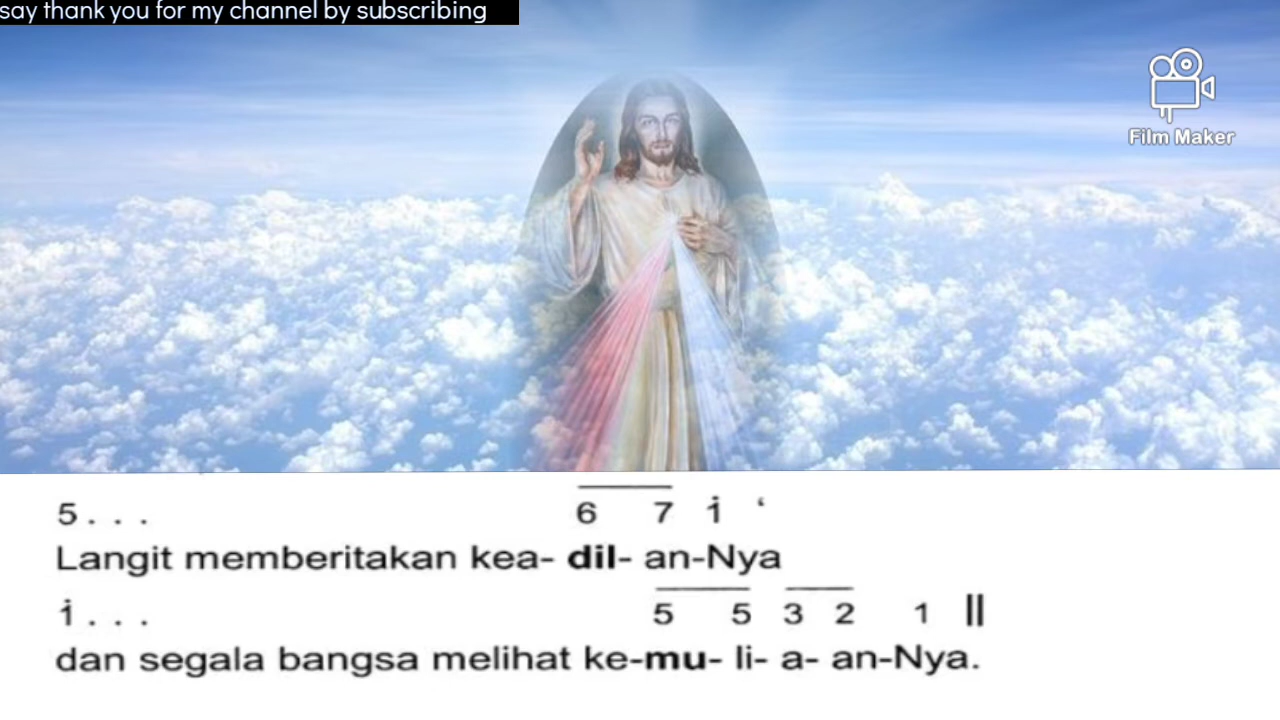 say thank you for my channel by subscribing
Film Maker
5 . . . 6 7 i̇ ‘
Langit memberitakan kea- dil- an-Nya
i̇ . . . 5 5 3 2 1 ||
dan segala bangsa melihat ke-mu- li- a- an-Nya.